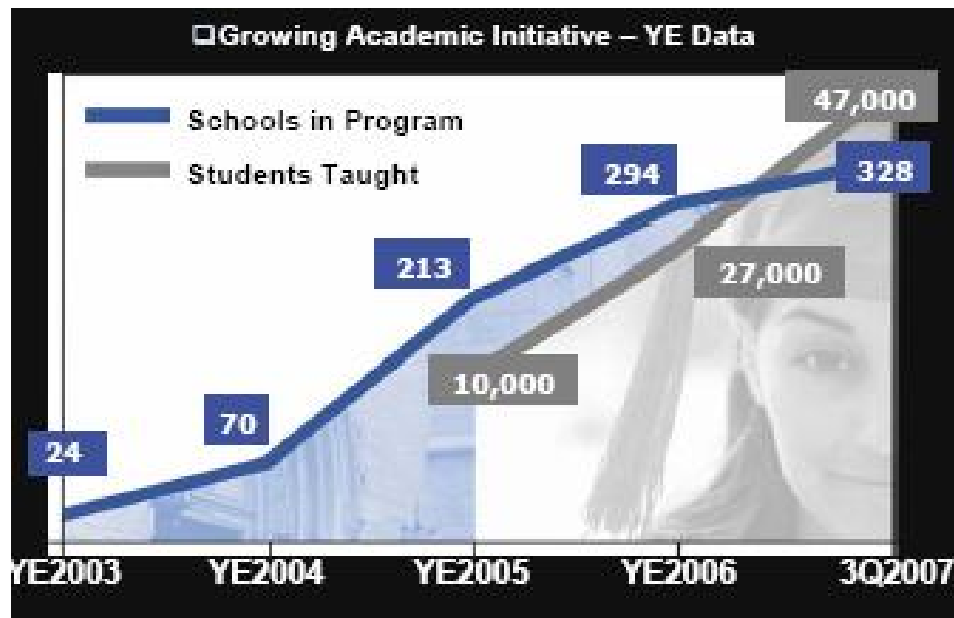 Growing Academic Initiative – YE Data
Schools in Program
Students Taught
47,000
328
294
27,000
213
10,000
70
24
YE2003 YE2004 YE2005 YE2006 3Q2007